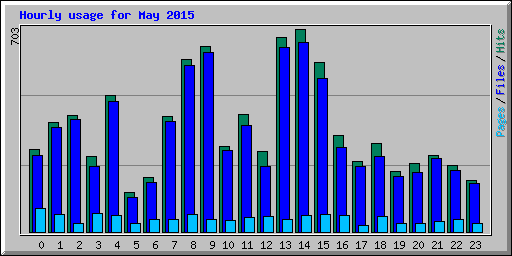 Hourly usage for May 2015
703
Pages / Files / Hits
0 1 2 3 4 5 6 7 8 9 10 11 12 13 14 15 16 17 18 19 20 21 22 23